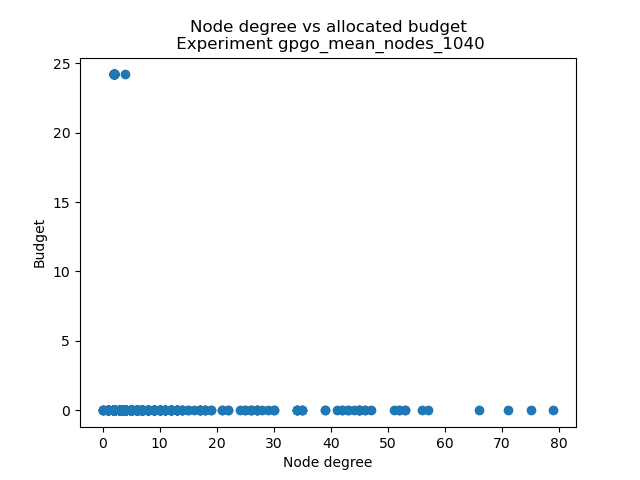 Node degree vs allocated budget
Experiment gpgo_mean_nodes_1040
25
20
15
10
5
0
Budget
0 10 20 30 40 50 60 70 80
Node degree